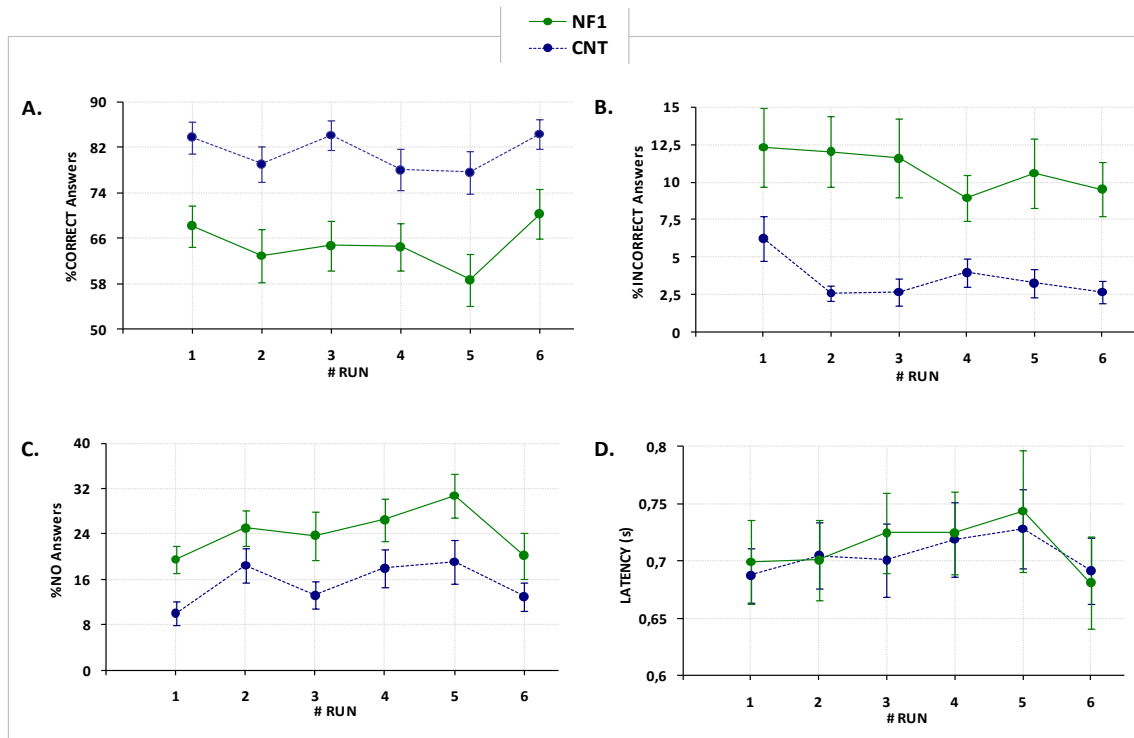 NF1
CNT
A.
90
82
74
66
58
50
%CORRECT Answers
1 2 3 4 5 6
# RUN
B.
15
12,5
10
7,5
5
2,5
0
%INCORRECT Answers
1 2 3 4 5 6
# RUN
C.
40
32
24
16
8
0
%NO Answers
1 2 3 4 5 6
# RUN
D.
0,8
0,75
0,7
0,65
0,6
LATENCY (s)
1 2 3 4 5 6
# RUN